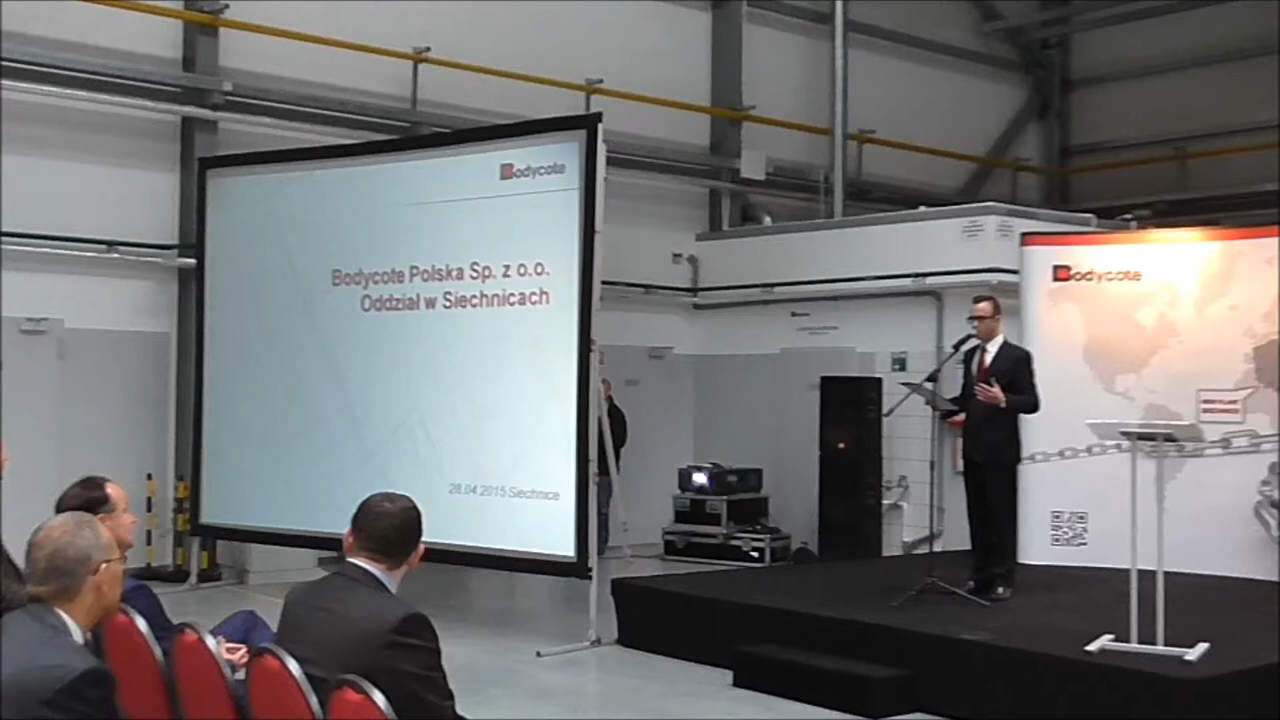 Bodycote
Bodycote Polska Sp. z o.o.
Oddział w Siechnicach
28.04.2015 Siechnice
Bodycote